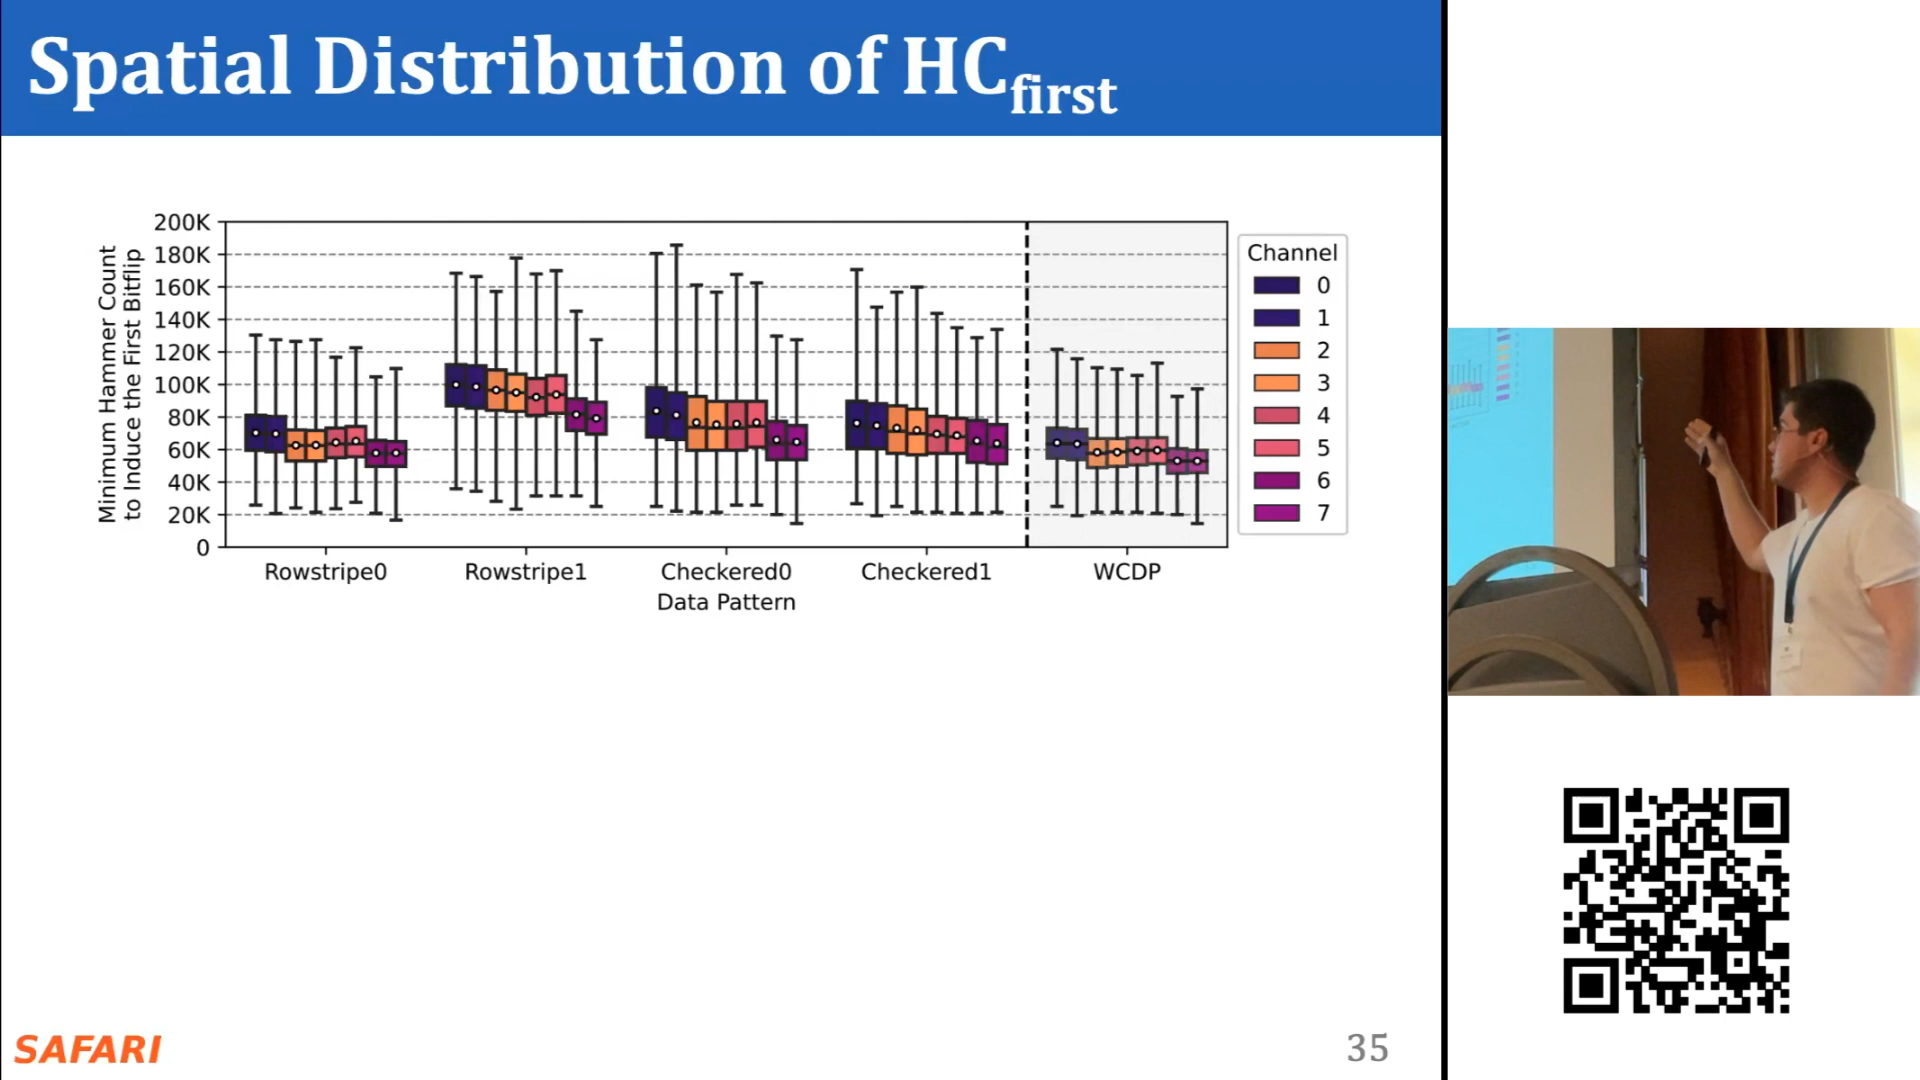 Spatial Distribution of HCfirst
Minimum Hammer Count
to Induce the First Bitflip
200K
180K
160K
140K
120K
100K
80K
60K
40K
20K
0
Rowstripe0
Rowstripe1
Checkered0
Checkered1
WCDP
Data Pattern
Channel
0
1
2
3
4
5
6
7
SAFARI
35